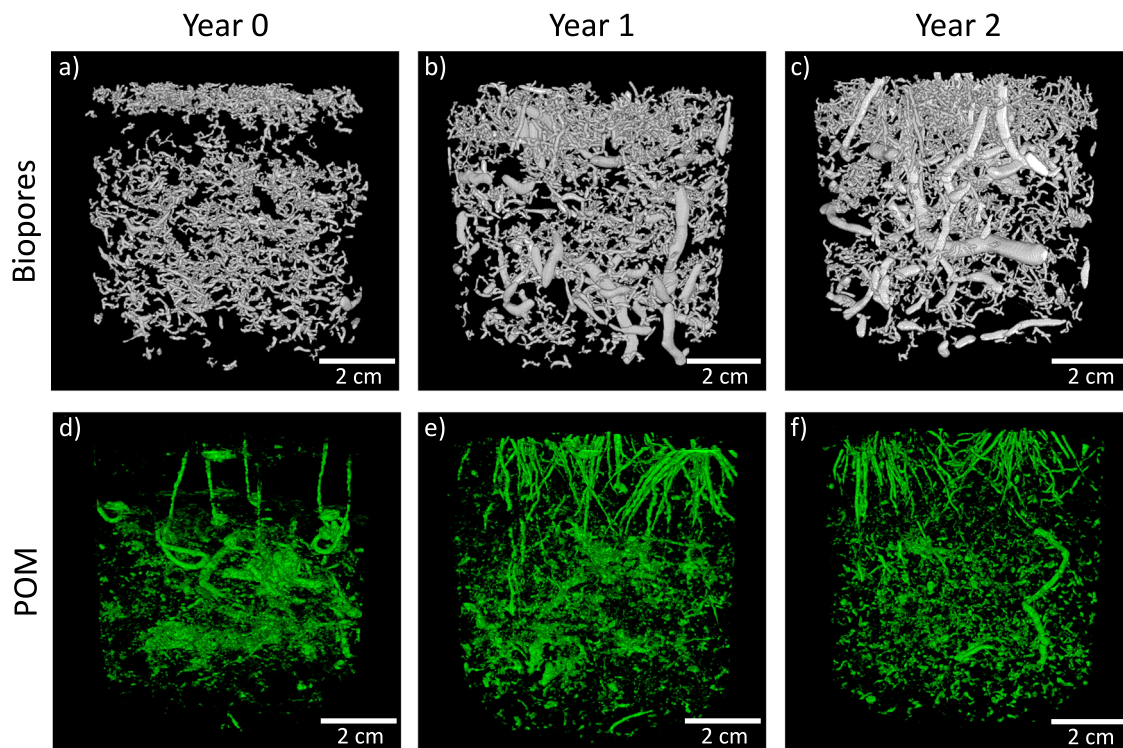 Year 0
Year 1
Year 2
Biopores
a)
b)
c)
2 cm
2 cm
2 cm
POM
d)
e)
f)
2 cm
2 cm
2 cm